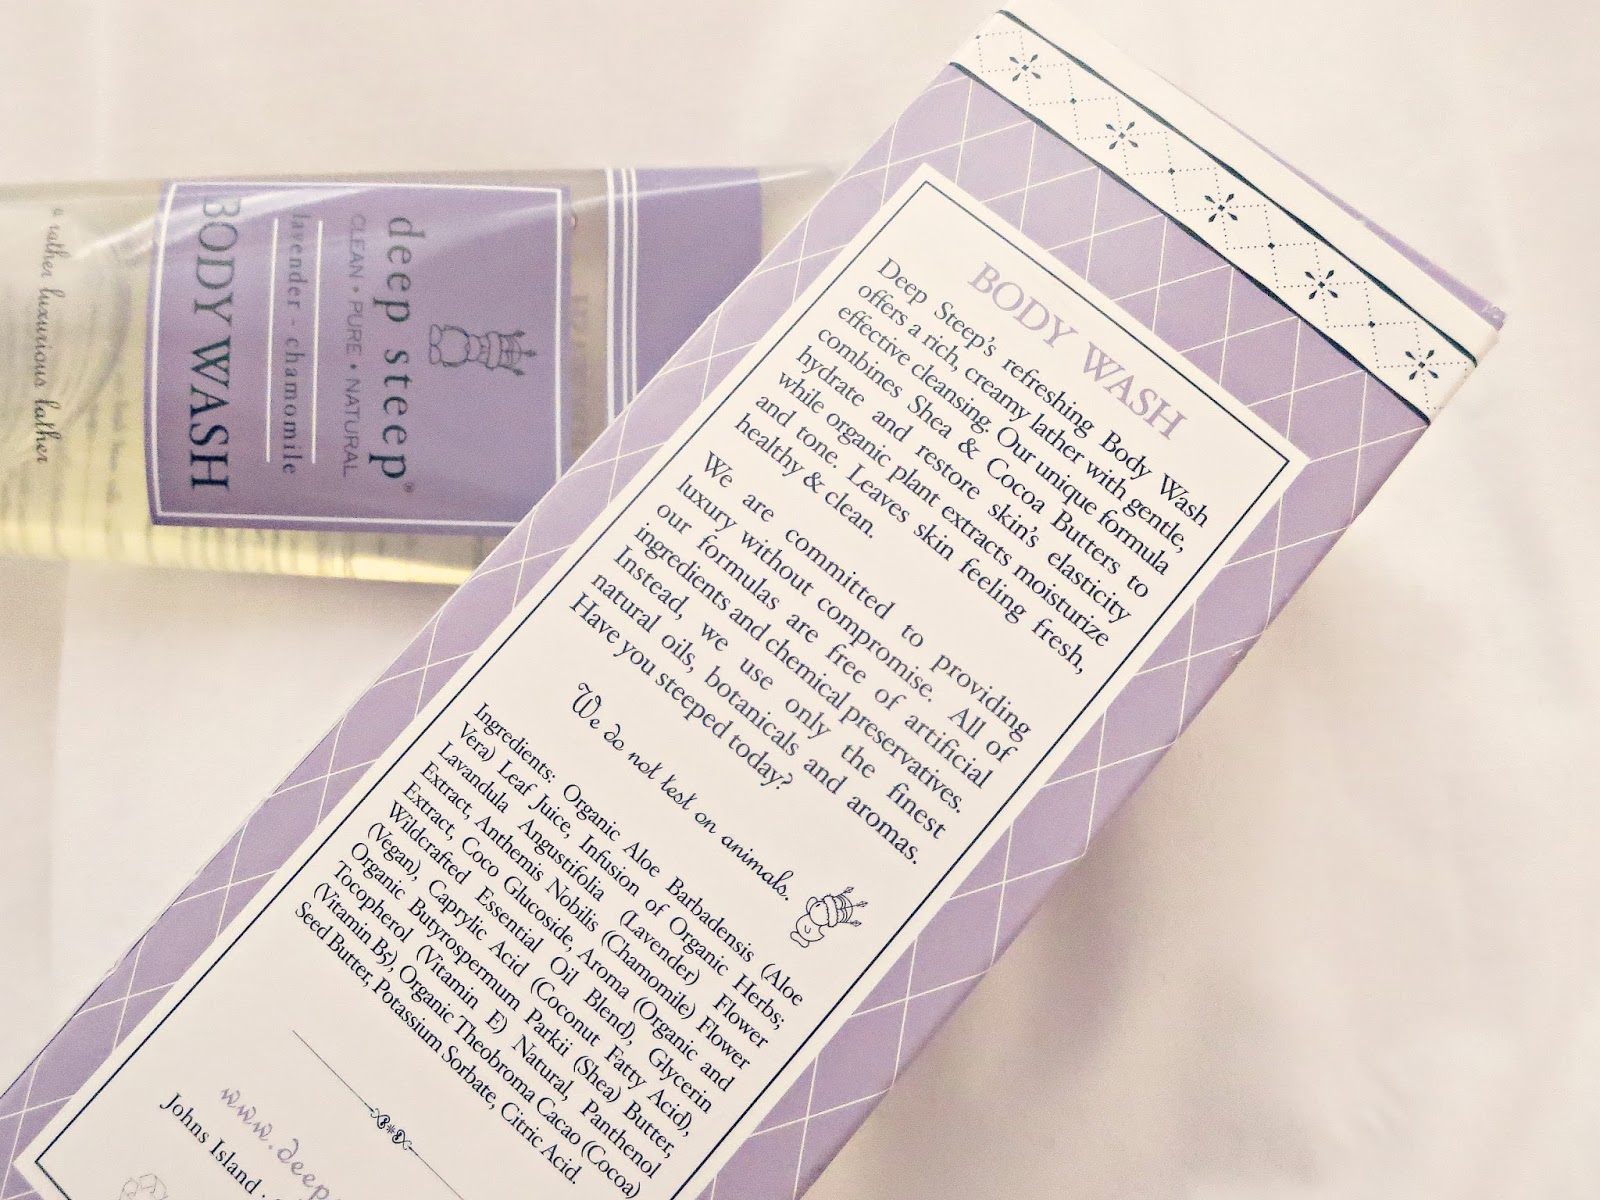 deep steep®
CLEAN • PURE • NATURAL
lavender - chamomile
BODY WASH
a rather luxurious lather
BODY WASH
Deep Steep's refreshing Body Wash
offers a rich, creamy lather with gentle,
effective cleansing. Our unique formula
combines Shea & Cocoa Butters to
hydrate and restore skin's elasticity
while organic plant extracts moisturize
and tone. Leaves skin feeling fresh,
healthy & clean.
We are committed to providing
luxury without compromise. All of
our formulas are free of artificial
ingredients and chemical preservatives.
Instead, we use only the finest
natural oils, botanicals and aromas.
Have you steeped today?
We do not test on animals.
Ingredients: Organic Aloe Barbadensis (Aloe
Vera) Leaf Juice, Infusion of Organic Herbs;
Lavandula Angustifolia (Lavender) Flower
Extract, Anthemis Nobilis (Chamomile) Flower
Extract, Coco Glucoside, Aroma (Organic and
Wildcrafted Essential Oil Blend), Glycerin
(Vegan), Caprylic Acid (Coconut Fatty Acid),
Organic Butyrospermum Parkii (Shea) Butter,
Tocopherol (Vitamin E) Natural, Panthenol
(Vitamin B5), Organic Theobroma Cacao (Cocoa)
Seed Butter, Potassium Sorbate, Citric Acid.
www.deep
Johns Island